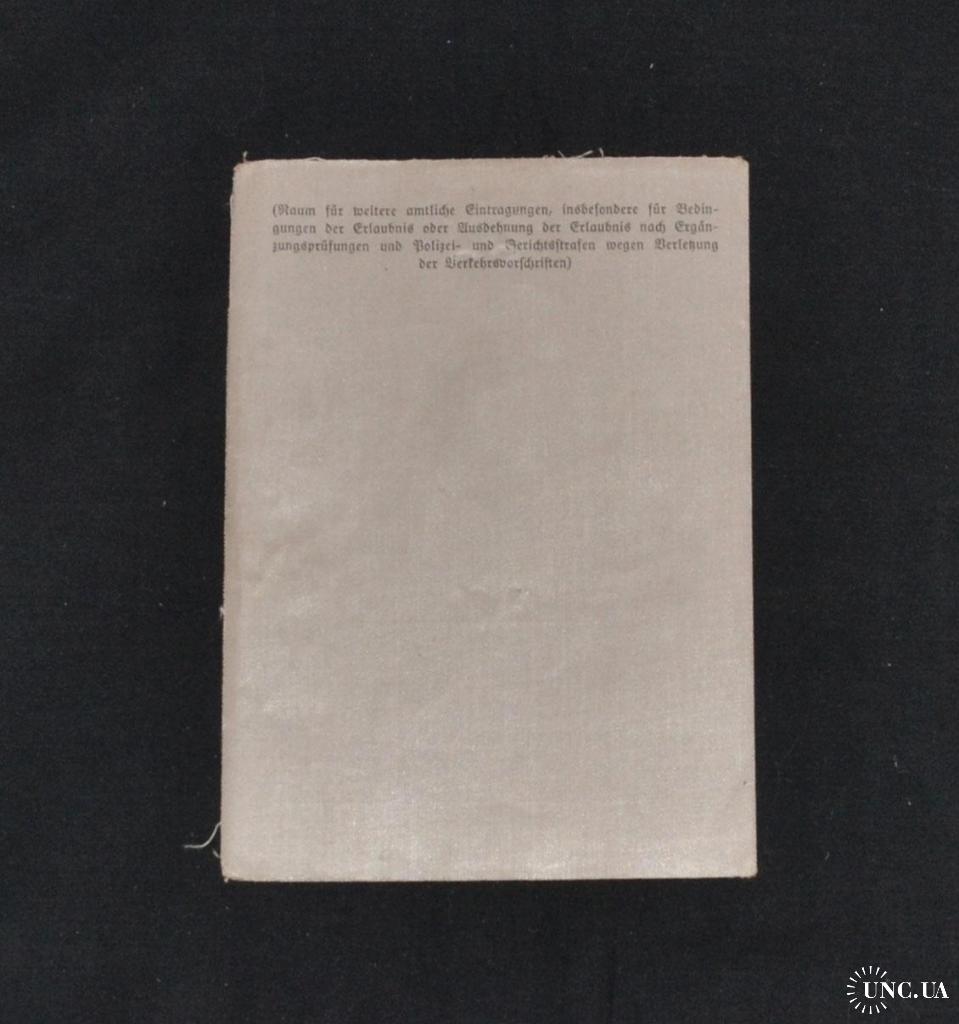 (Raum für weitere amtliche Eintragungen, insbesondere für Bedin-
gungen der Erlaubnis oder Ausdehnung der Erlaubnis nach Ergän-
zungsprüfungen und Polizei- und Gerichtsstrafen wegen Verletzung
der Verkehrsvorschriften)
UNC.UA